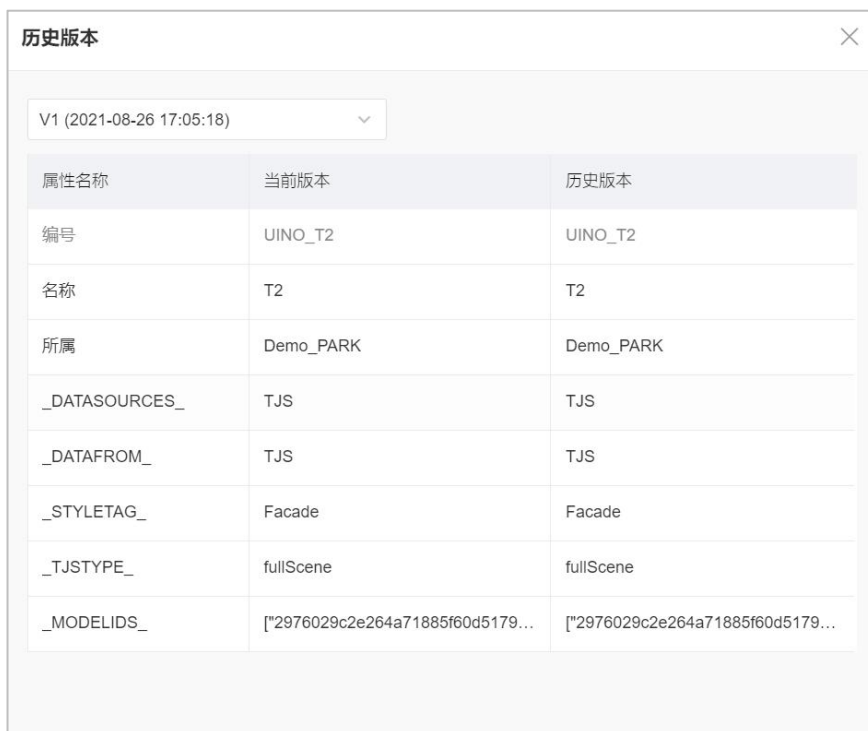 历史版本
V1 (2021-08-26 17:05:18)
属性名称 当前版本 历史版本
编号 UINO_T2 UINO_T2
名称 T2 T2
所属 Demo_PARK Demo_PARK
_DATASOURCES_ TJS TJS
_DATAFROM_ TJS TJS
_STYLETAG_ Facade Facade
_TJSTYPE_ fullScene fullScene
_MODELIDS_ ["2976029c2e264a71885f60d5179... ["2976029c2e264a71885f60d5179...